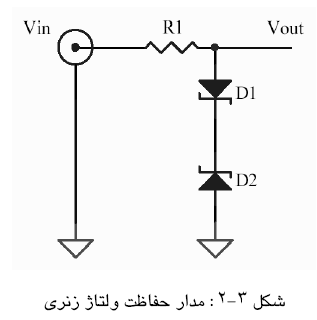 Vin R1 Vout
D1
D2
شکل ۳-۲: مدار حفاظت ولتاژ زنری